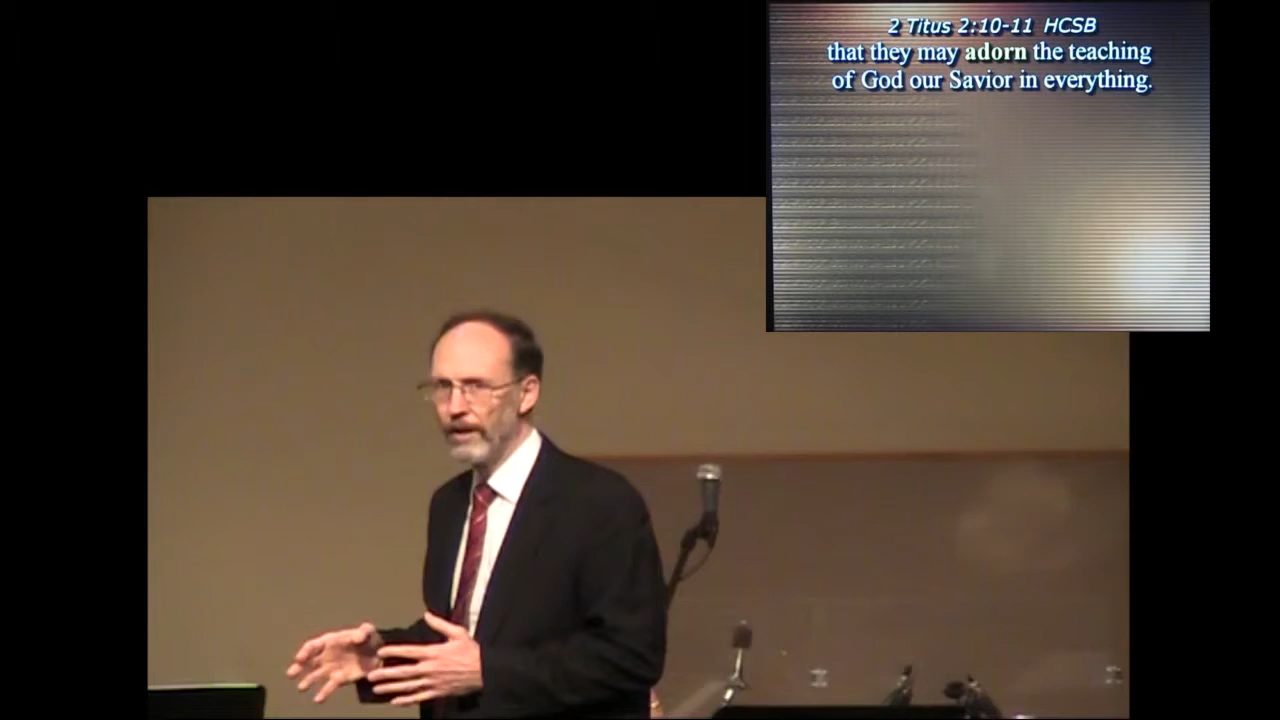 2 Titus 2:10-11 HCSB
that they may adorn the teaching
of God our Savior in everything.